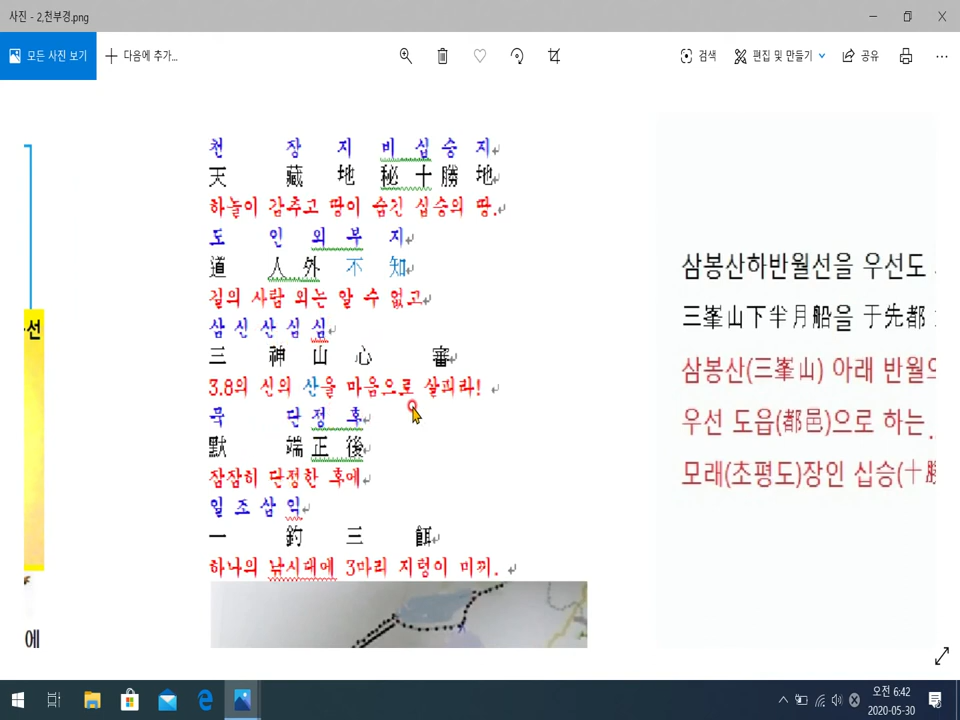 사진 - 2,천부경.png
모든 사진 보기
다음에 추가...
검색
편집 및 만들기
공유
천 장 지 비 십 승 지
天 藏 地 秘 十 勝 地
하늘이 감추고 땅이 숨긴 십승의 땅.
도 인 외 부 지
道 人 外 不 知
길의 사람 외는 알 수 없고
삼 신 산 심 심
三 神 山 心 審
3.8의 신의 산을 마음으로 살피라!
묵 단 정 후
默 端 正 後
잠잠히 단정한 후에
일 조 삼 익
一 釣 三 餌
하나의 낚시대에 3마리 지렁이 미끼.
선
에
삼봉산하반월선을 우선도
三峯山下半月船을 于先都
삼봉산(三峯山) 아래 반월으
우선 도읍(都邑)으로 하는
모래(초평도)장인 십승(十勝
오전 6:42
2020-05-30